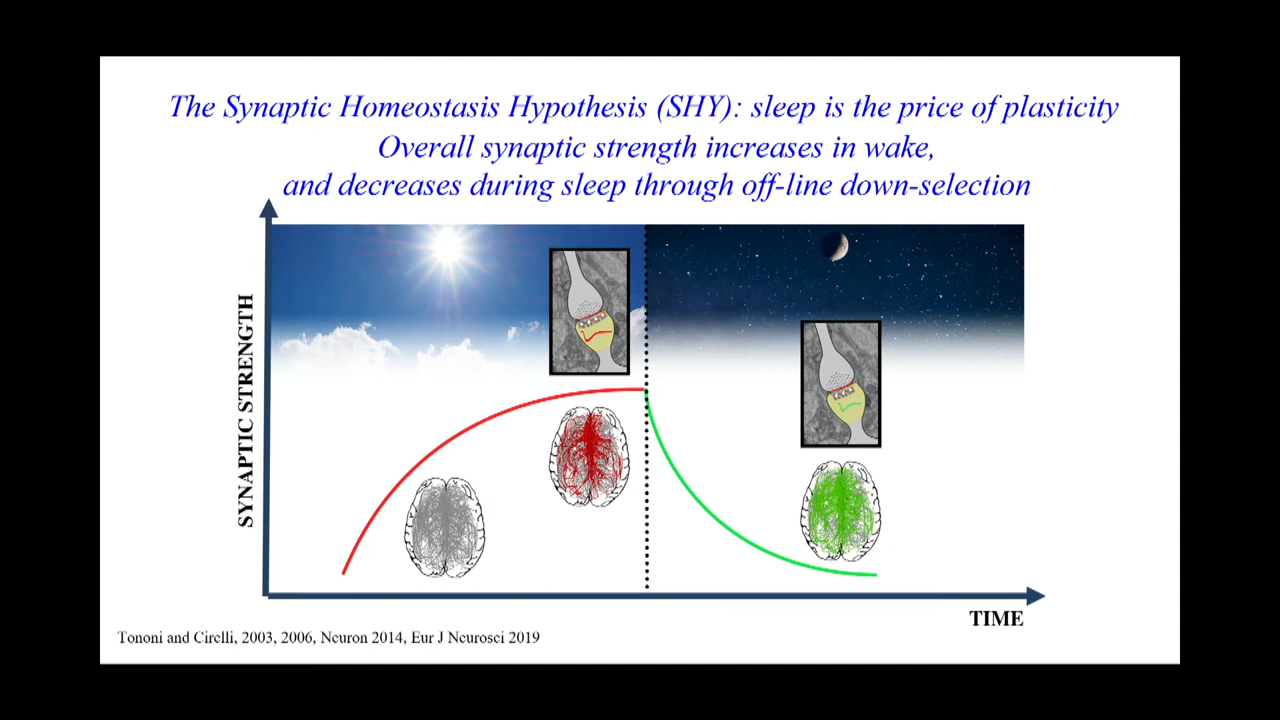 The Synaptic Homeostasis Hypothesis (SHY): sleep is the price of plasticity
Overall synaptic strength increases in wake,
and decreases during sleep through off-line down-selection
SYNAPTIC STRENGTH
TIME
Tononi and Cirelli, 2003, 2006, Neuron 2014, Eur J Neurosci 2019